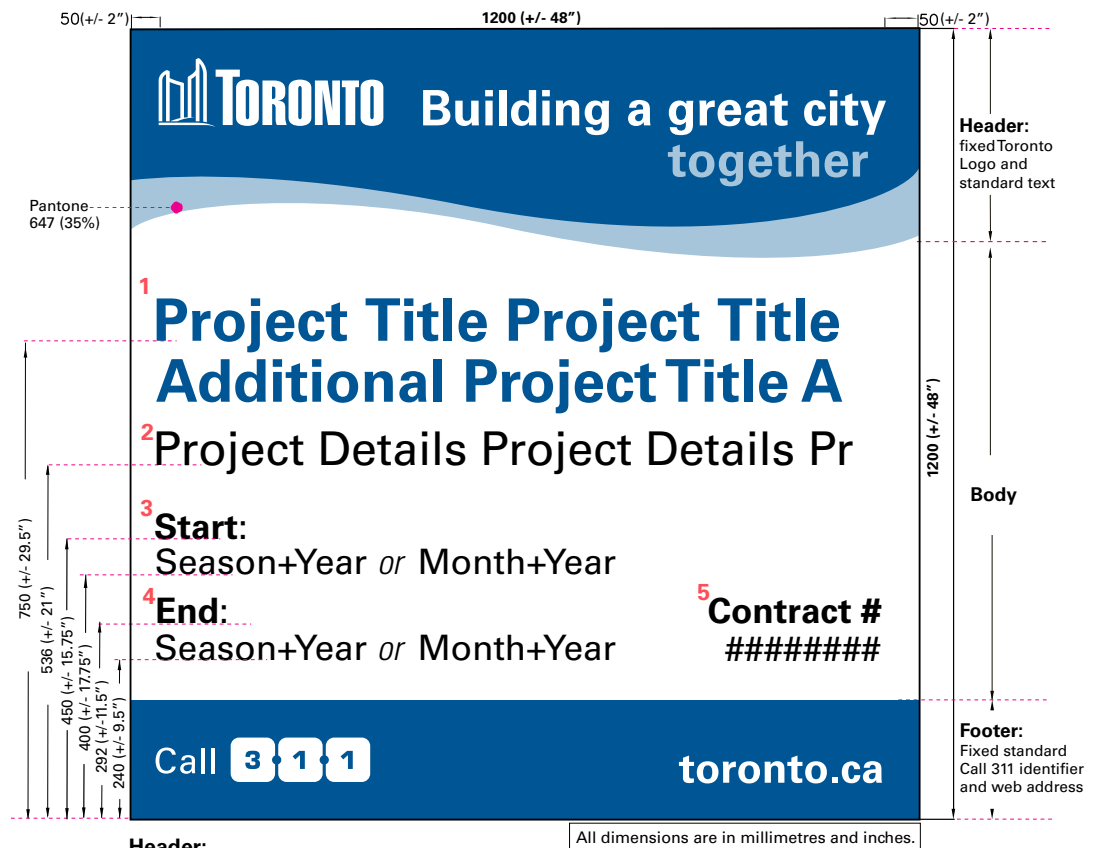 50(+/- 2”)
1200 (+/- 48”)
50(+/- 2”)
TORONTO
Building a great city
together
Header:
fixed Toronto
Logo and
standard text
Pantone
647 (35%)
1
Project Title Project Title
Additional Project Title A
2
Project Details Project Details Pr
3
Start:
Season+Year or Month+Year
4
End:
Season+Year or Month+Year
5
Contract #
########
1200 (+/- 48”)
Body
750 (+/- 29.5”)
536 (+/- 21”)
450 (+/- 15.75”)
400 (+/- 17.75”)
292 (+/-11.5”)
240 (+/- 9.5”)
Call 3 1 1
toronto.ca
Footer:
Fixed standard
Call 311 identifier
and web address
Header:
All dimensions are in millimetres and inches.